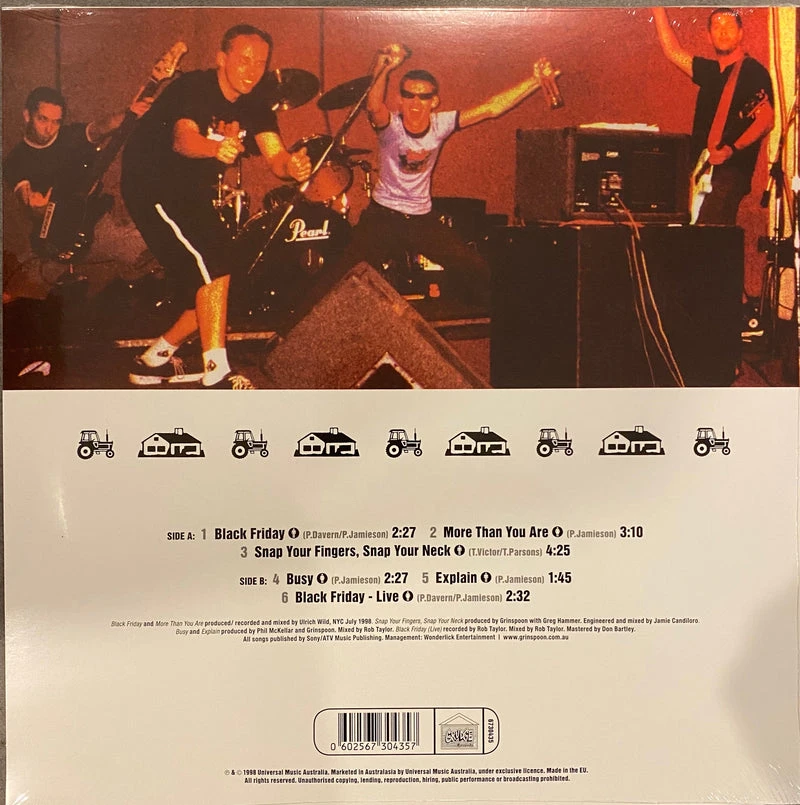 Pearl
SIDE A: 1 Black Friday (P.Davern/P.Jamieson) 2:27 2 More Than You Are (P.Jamieson) 3:10
3 Snap Your Fingers, Snap Your Neck (T.Victor/T.Parsons) 4:25
SIDE B: 4 Busy (P.Jamieson) 2:27 5 Explain (P.Jamieson) 1:45
6 Black Friday - Live (P.Davern/P.Jamieson) 2:32
Black Friday and More Than You Are produced/ recorded and mixed by Ulrich Wild, NYC July 1998. Snap Your Fingers, Snap Your Neck produced by Grinspoon with Greg Hammer. Engineered and mixed by Jamie Candiloro.
Busy and Explain produced by Phil McKellar and Grinspoon. Mixed by Rob Taylor. Black Friday (Live) recorded by Rob Taylor. Mixed by Rob Taylor. Mastered by Don Bartley.
All songs published by Sony/ATV Music Publishing. Management: Wonderlick Entertainment | www.grinspoon.com.au
0 602567 304357
GRUDGE
Records
6730435
℗ & © 1998 Universal Music Australia. Marketed in Australasia by Universal Music Australia, under exclusive licence. Made in the EU.
All rights reserved. Unauthorised copying, lending, reproduction, hiring, public performance or broadcasting prohibited.